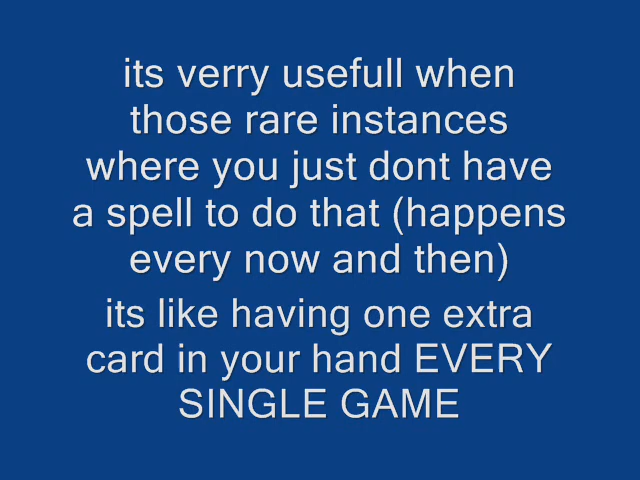 its verry usefull when
those rare instances
where you just dont have
a spell to do that (happens
every now and then)
its like having one extra
card in your hand EVERY
SINGLE GAME